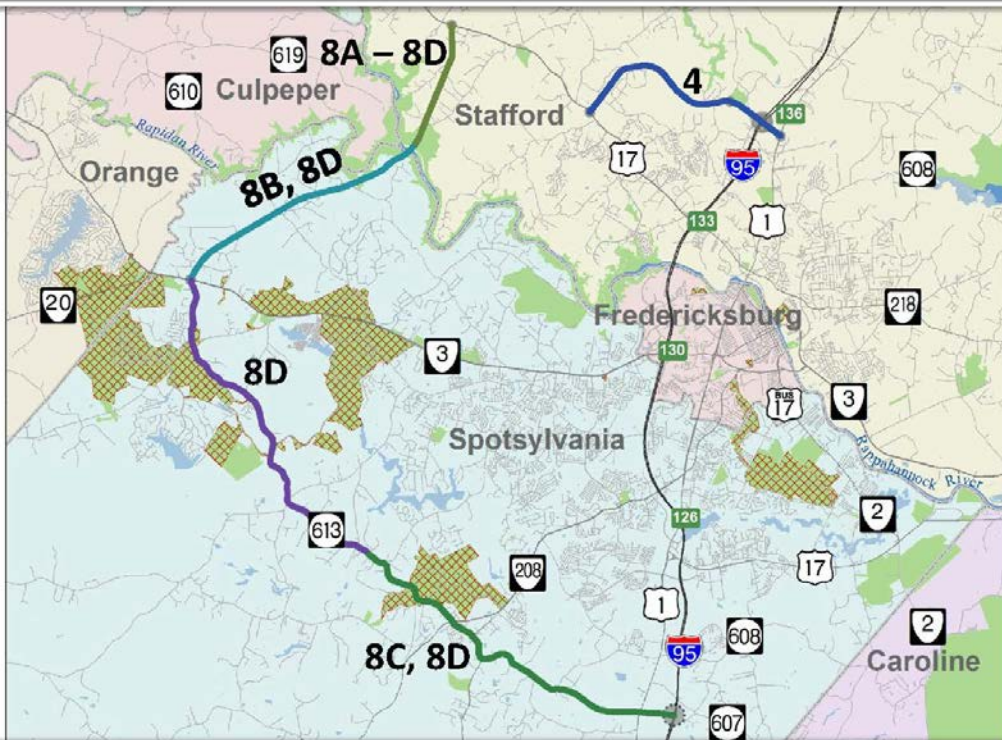 619
8A – 8D
610
Culpeper
Stafford
4
136
Rapidan River
Orange
8B, 8D
17
95
608
1
133
20
Fredericksburg
218
3
130
8D
BUS
17
3
Spotsylvania
Rappahannock River
2
126
613
208
17
1
608
2
95
Caroline
8C, 8D
607